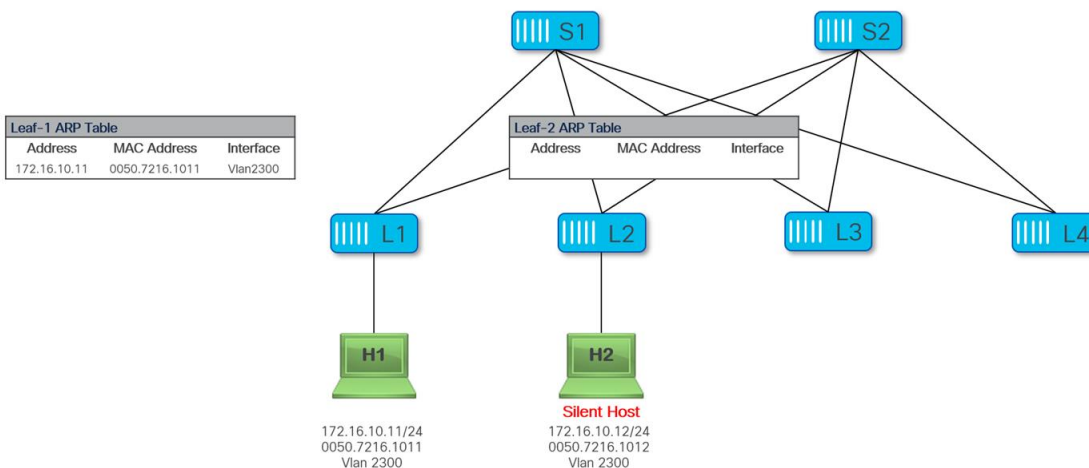 S1
S2
Leaf-1 ARP Table
Address MAC Address Interface
172.16.10.11 0050.7216.1011 Vlan2300
Leaf-2 ARP Table
Address MAC Address Interface
L1
L2
L3
L4
H1
H2
Silent Host
172.16.10.11/24
0050.7216.1011
Vlan 2300
172.16.10.12/24
0050.7216.1012
Vlan 2300